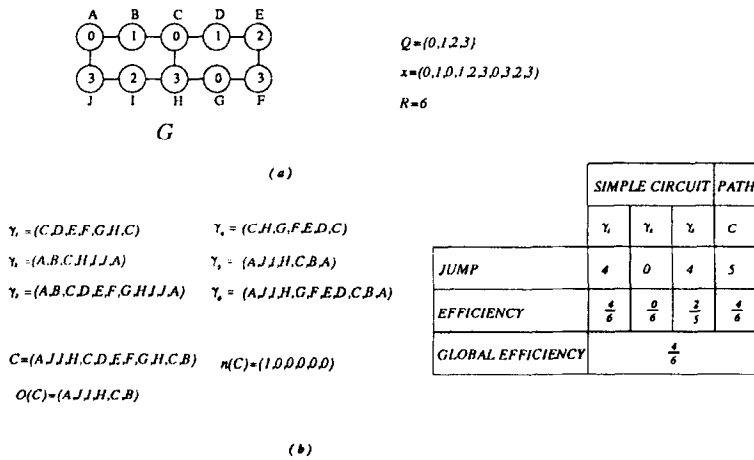 A B C D E
0 1 0 1 2
3 2 3 0 3
J I H G F
G
Q={0,1,2,3}
x=(0,1,0,1,2,3,0,3,2,3)
R=6
(a)
γ₁ =(C,D,E,F,G,H,C)
γ₂ =(A,B,C,H,I,J,A)
γ₃ =(A,B,C,D,E,F,G,H,I,J,A)
γ₄ =(C,H,G,F,E,D,C)
γ₅ =(A,J,I,H,C,B,A)
γ₆ =(A,J,I,H,G,F,E,D,C,B,A)
C=(A,J,I,H,C,D,E,F,G,H,C,B)
n(C)=(1,0,0,0,0,0)
O(C)=(A,J,I,H,C,B)
SIMPLE CIRCUIT PATH
C
JUMP 4 0 4 5
EFFICIENCY 4/6 0/6 2/5 4/6
GLOBAL EFFICIENCY 4/6
(b)